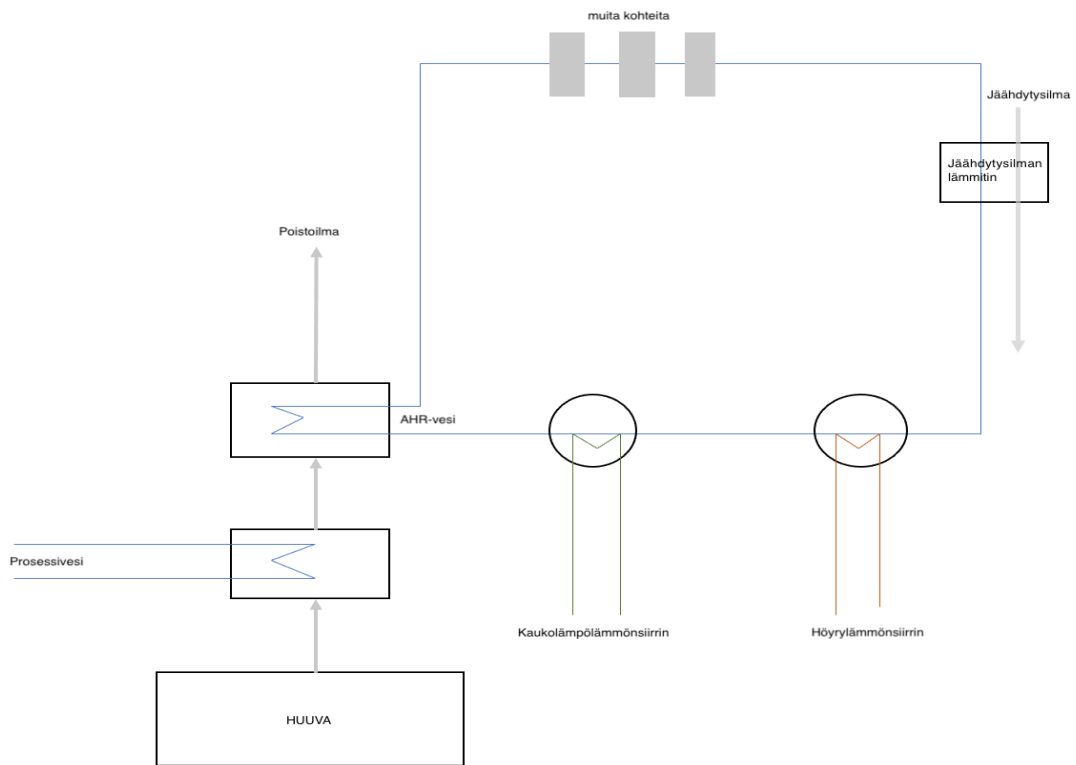 muita kohteita
Jäähdytysilma
Jäähdytysilman
lämmitin
Poistoilma
AHR-vesi
Prosessivesi
Kaukolämpölämmönsiirrin
Höyrylämmönsiirrin
HUUVA